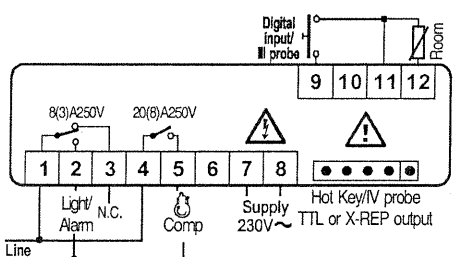 Digital
input/
III probe
Room
9 10 11 12
8(3)A250V
20(8)A250V
1 2 3 4 5 6 7 8
Light/
Alarm
N.C.
Comp
Supply
230V~
Hot Key/IV probe
TTL or X-REP output
Line